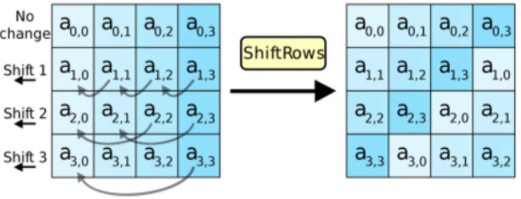 No change a0,0 a0,1 a0,2 a0,3
Shift 1 a1,0 a1,1 a1,2 a1,3
Shift 2 a2,0 a2,1 a2,2 a2,3
Shift 3 a3,0 a3,1 a3,2 a3,3
ShiftRows
a0,0 a0,1 a0,2 a0,3
a1,1 a1,2 a1,3 a1,0
a2,2 a2,3 a2,0 a2,1
a3,3 a3,0 a3,1 a3,2